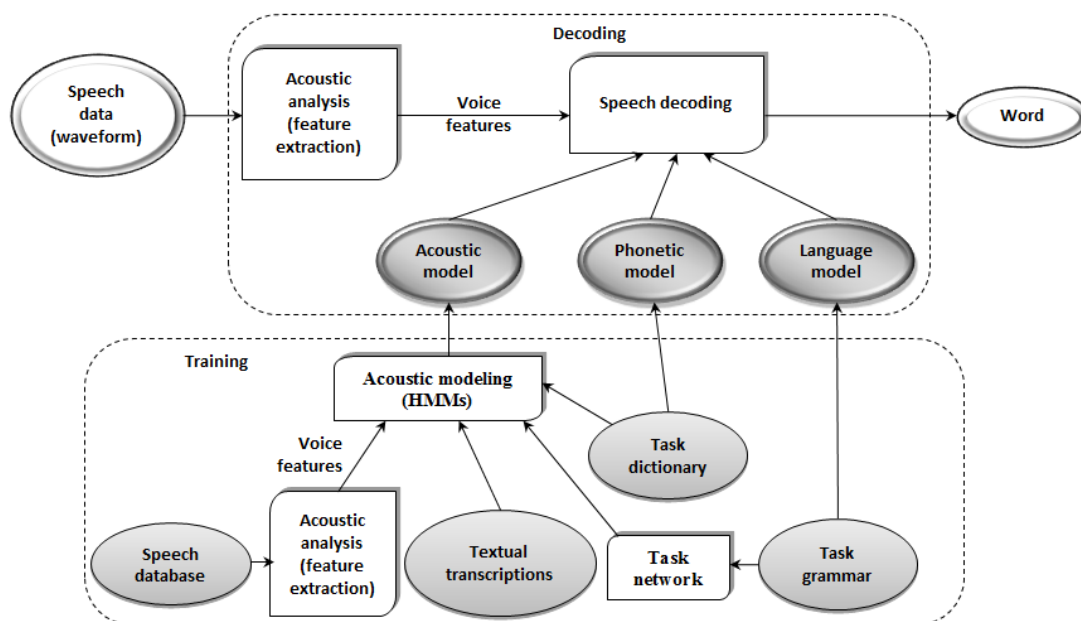 Decoding
Speech
data
(waveform)
Acoustic
analysis
(feature
extraction)
Voice
features
Speech decoding
Word
Acoustic
model
Phonetic
model
Language
model
Training
Acoustic modeling
(HMMs)
Voice
features
Task
dictionary
Speech
database
Acoustic
analysis
(feature
extraction)
Textual
transcriptions
Task
network
Task
grammar